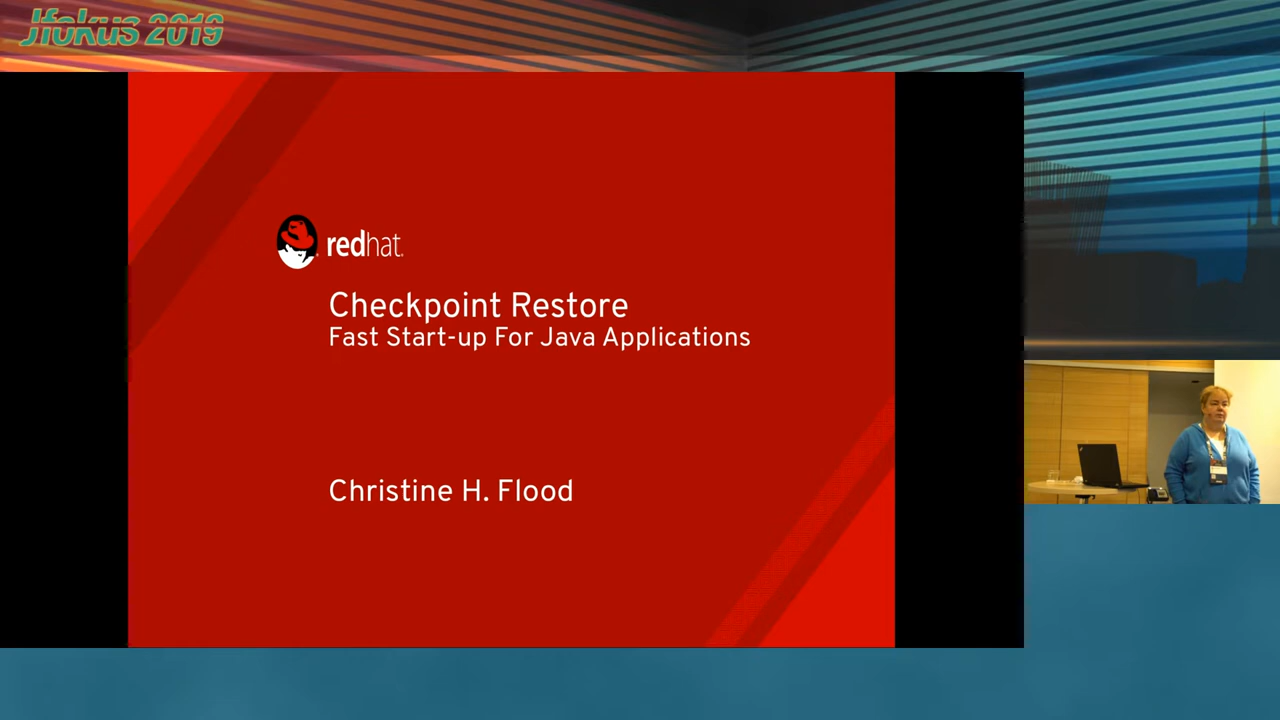 Jfokus 2019
redhat.
Checkpoint Restore
Fast Start-up For Java Applications
Christine H. Flood